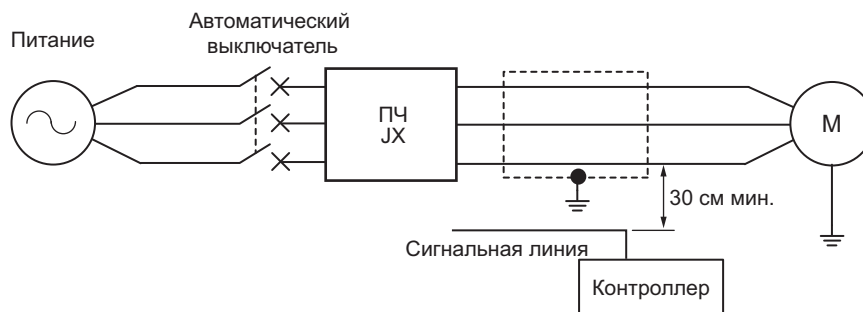 Питание
Автоматический
выключатель
ПЧ
JX
М
30 см мин.
Сигнальная линия
Контроллер